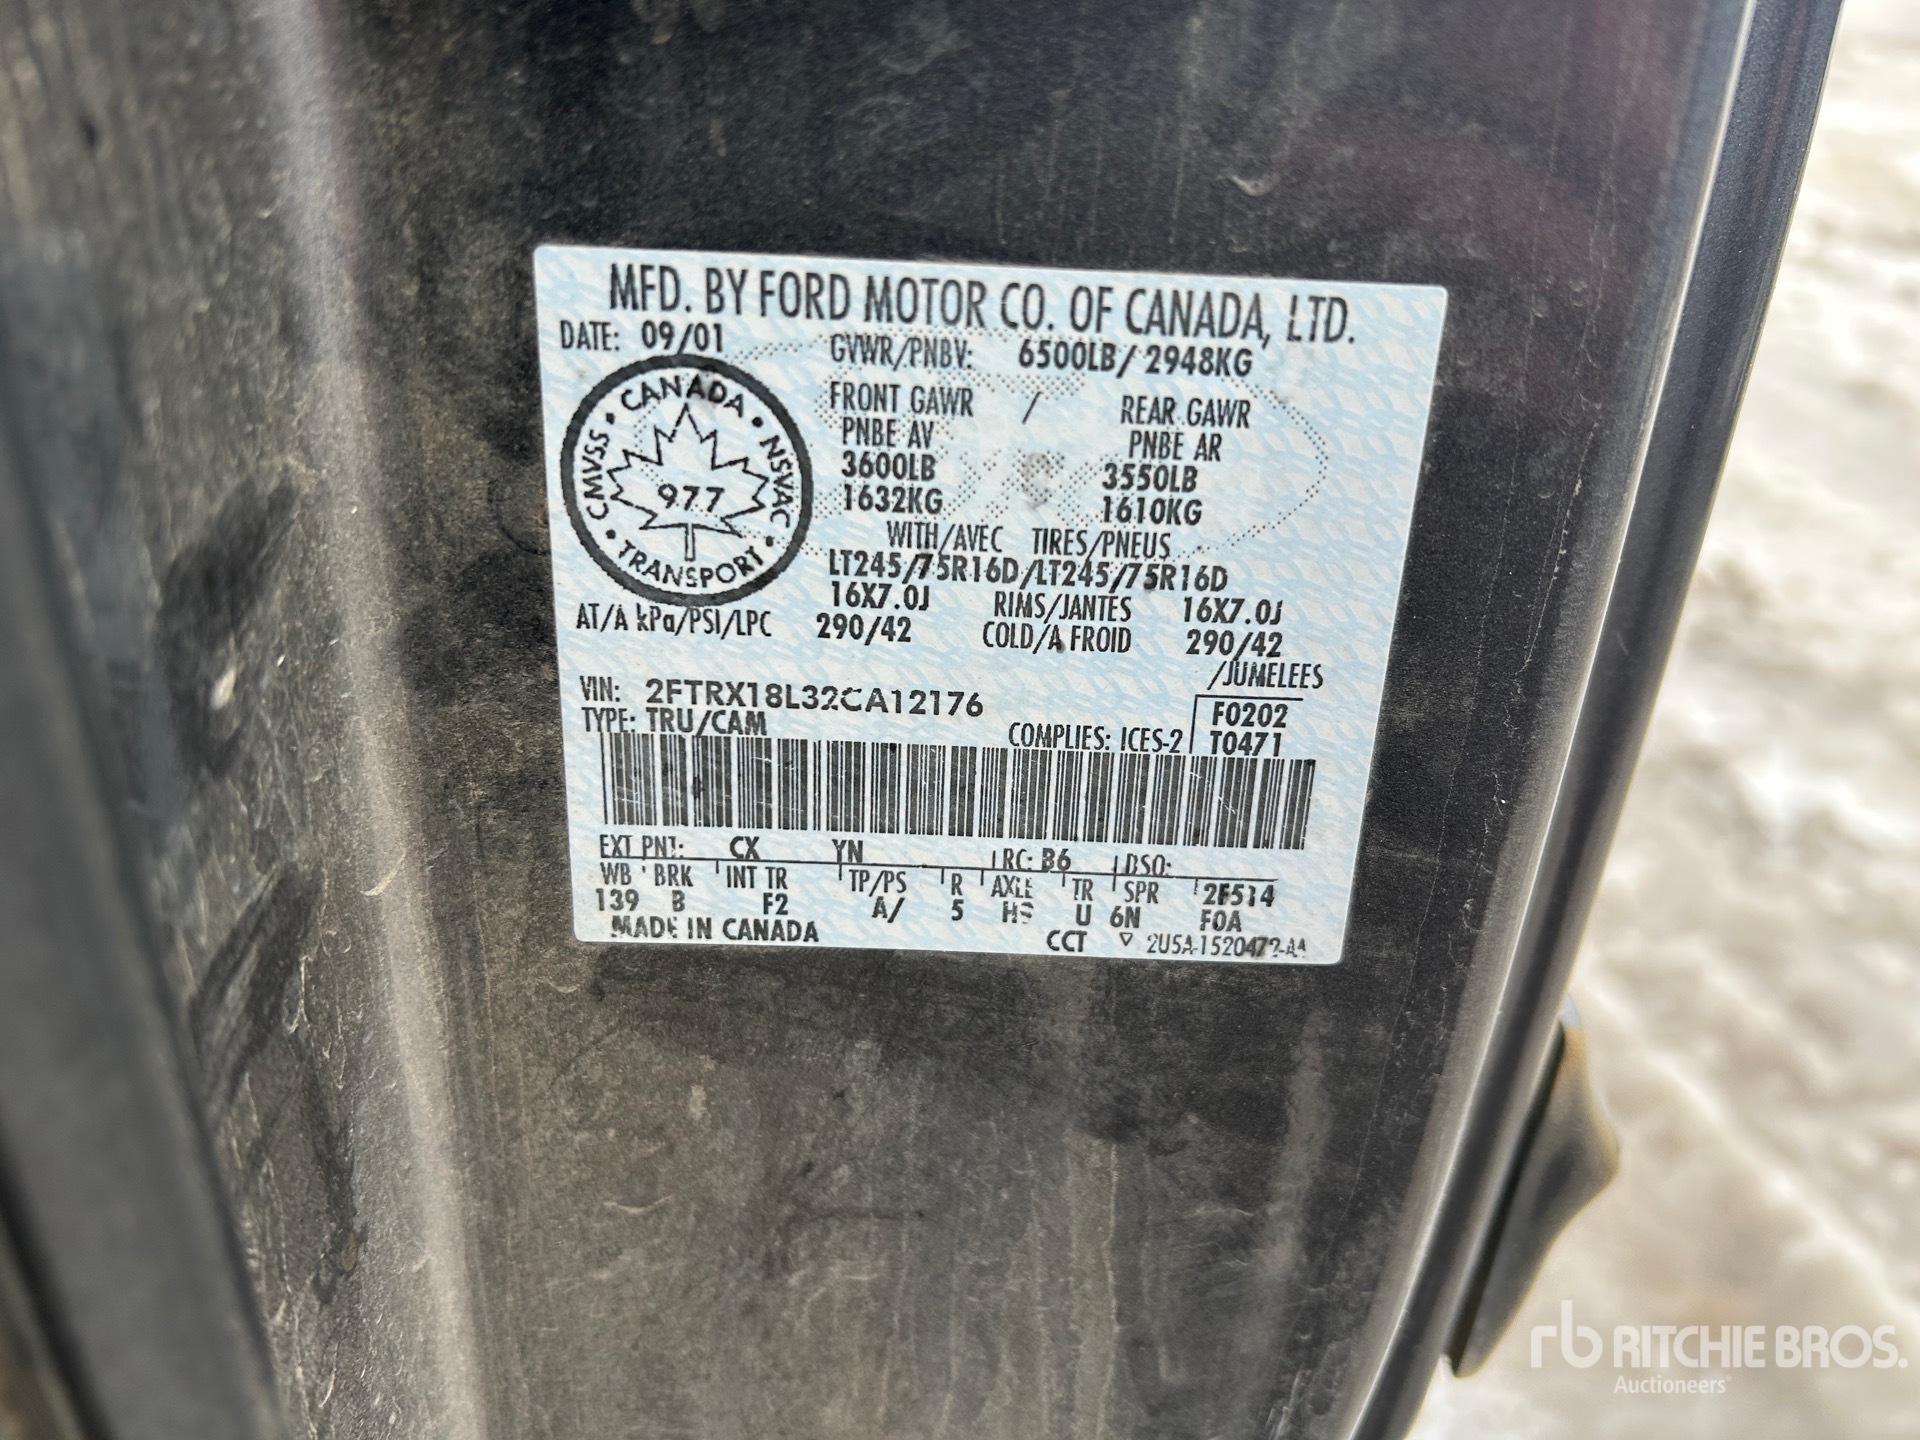 MFD. BY FORD MOTOR CO. OF CANADA, LTD.
DATE: 09/01 GVWR/PNBV: 6500LB/ 2948KG
FRONT GAWR / REAR GAWR
PNBE AV PNBE AR
3600LB 3550LB
1632KG 1610KG
WITH/AVEC TIRES/PNEUS
LT245/75R16D/LT245/75R16D
16X7.0J RIMS/JANTES 16X7.0J
AT/A kPa/PSI/LPC 290/42 COLD/A FROID 290/42
/JUMELEES
CANADA • NSVAC • TRANSPORT • CMVSS •
977
VIN: 2FTRX18L32CA12176 F0202
TYPE: TRU/CAM COMPLIES: ICES-2 T0471
EXT PNT: CX YN RC: B6 DSO:
WB BRK INT TR TP/PS R AXLE TR SPR 2F514
139 B F2 A/ 5 U 6N F0A
MADE IN CANADA CCT
rb RITCHIE BROS.
Auctioneers